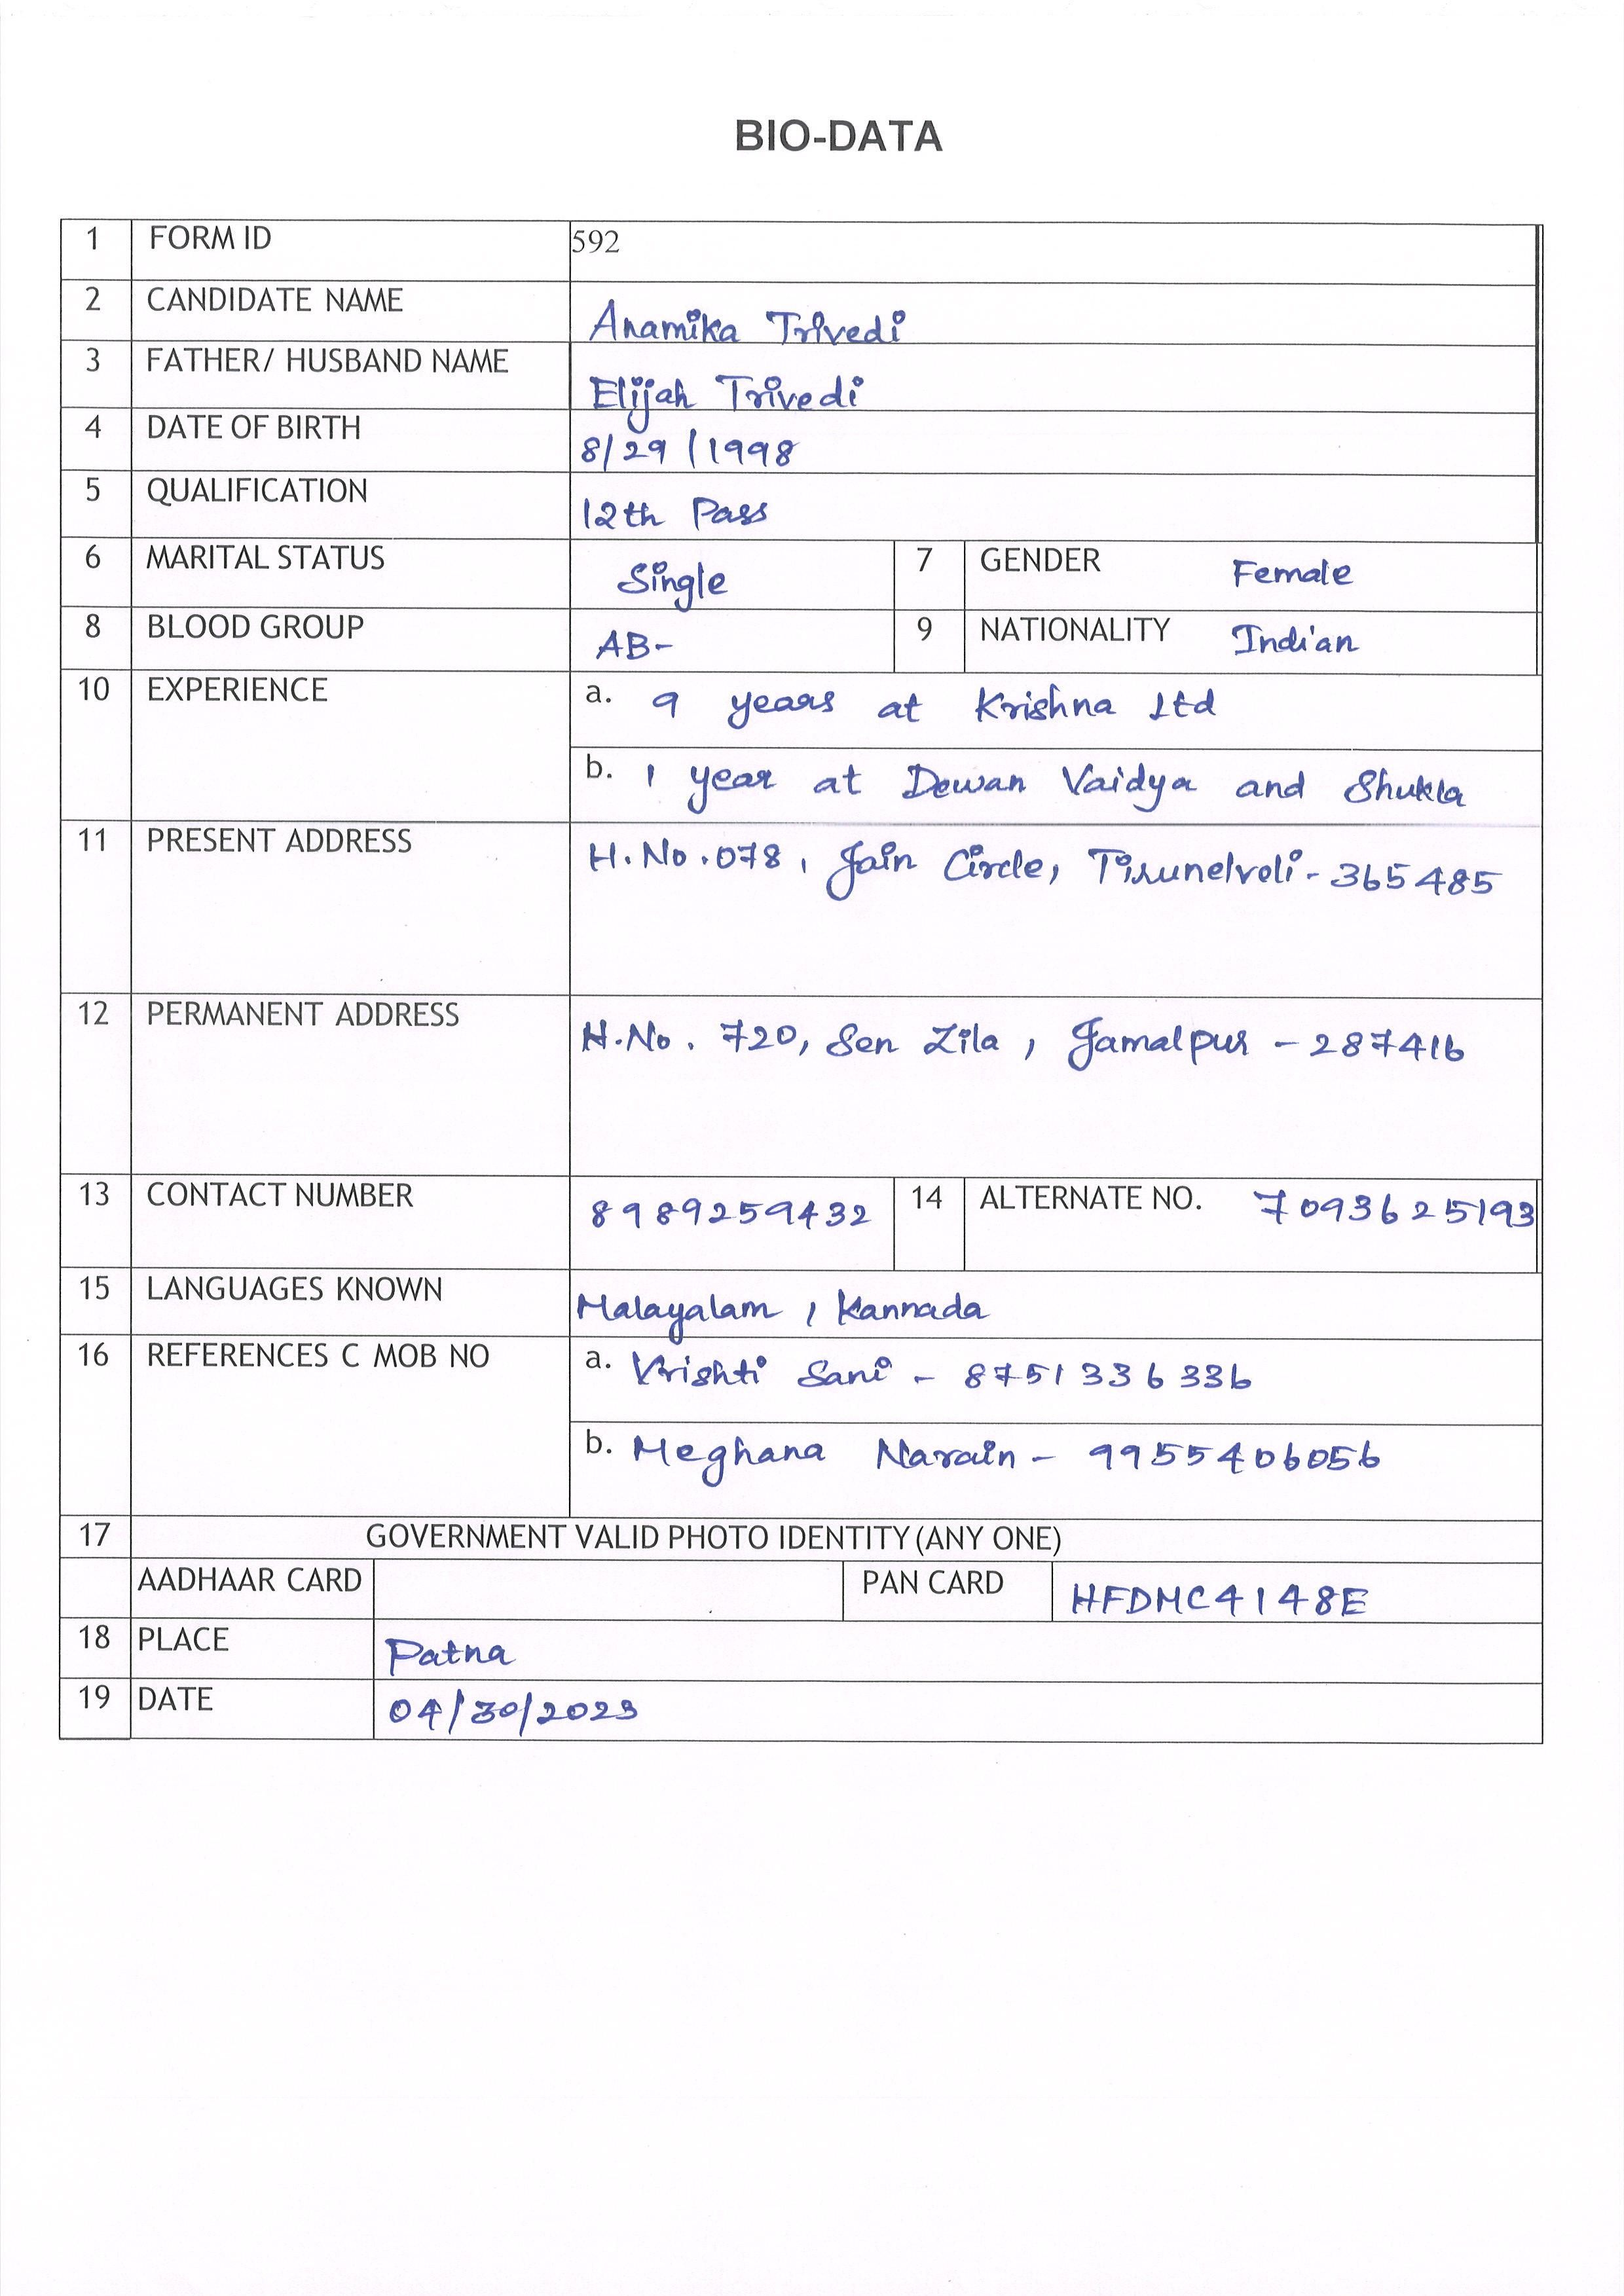 BIO-DATA
1 FORM ID 592
2 CANDIDATE NAME Anamika Trivedi
3 FATHER/ HUSBAND NAME Elijah Trivedi
4 DATE OF BIRTH 8/29/1998
5 QUALIFICATION 12th Pass
6 MARITAL STATUS Single 7 GENDER Female
8 BLOOD GROUP AB- 9 NATIONALITY Indian
10 EXPERIENCE a. 9 years at Krishna Ltd
b. 1 year at Dewan Vaidya and Shukla
11 PRESENT ADDRESS H.No.078, Jain Circle, Tirunelveli-365485
12 PERMANENT ADDRESS H.No. 720, Sen Zila, Jamalpur - 287416
13 CONTACT NUMBER 8989259432 14 ALTERNATE NO. 7093625193
15 LANGUAGES KNOWN Malayalam, Kannada
16 REFERENCES C MOB NO a. Vrishti Sani - 8751336336
b. Meghana Narain - 9955406056
17 GOVERNMENT VALID PHOTO IDENTITY (ANY ONE)
AADHAAR CARD PAN CARD HFDMC4148E
18 PLACE Patna
19 DATE 04/30/2023